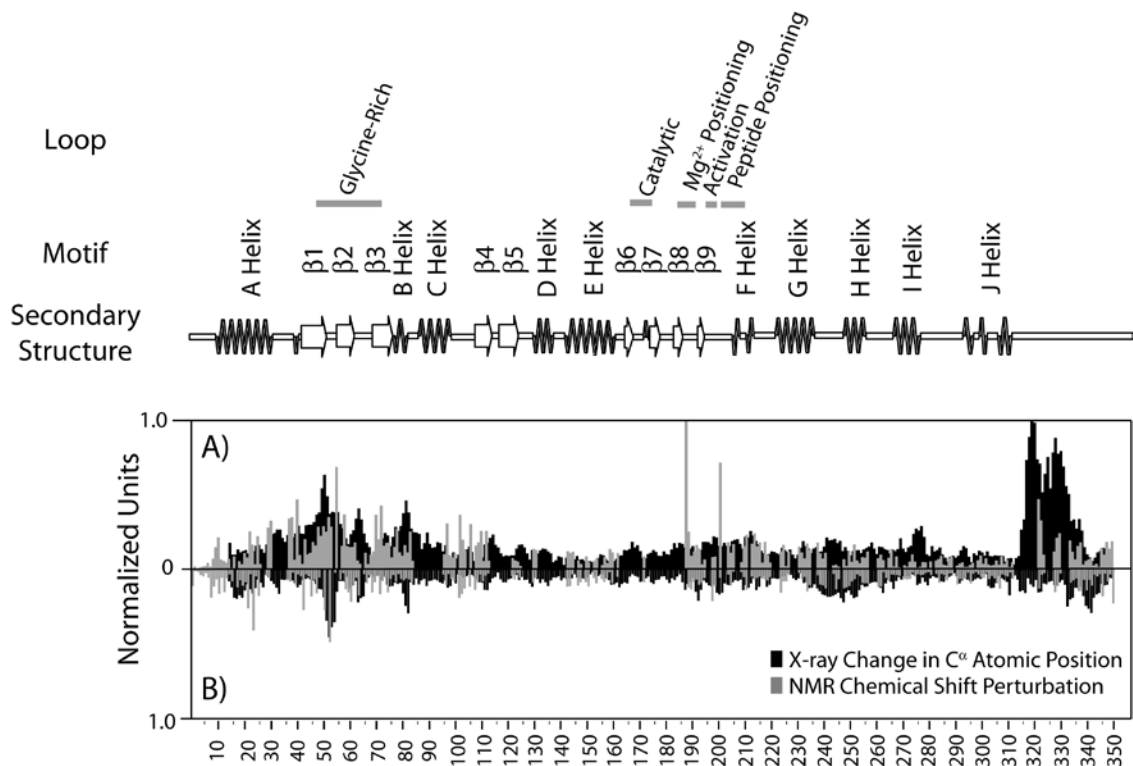 Loop
Glycine-Rich
Catalytic
Mg²⁺ Positioning
Activation
Peptide Positioning
Motif
A Helix
β1
β2
β3
B Helix
C Helix
β4
β5
D Helix
E Helix
β6
β7
β8
β9
F Helix
G Helix
H Helix
I Helix
J Helix
Secondary
Structure
Normalized Units
1.0
0
1.0
A)
B)
X-ray Change in Cᵅ Atomic Position
NMR Chemical Shift Perturbation
10 20 30 40 50 60 70 80 90 100 110 120 130 140 150 160 170 180 190 200 210 220 230 240 250 260 270 280 290 300 310 320 330 340 350